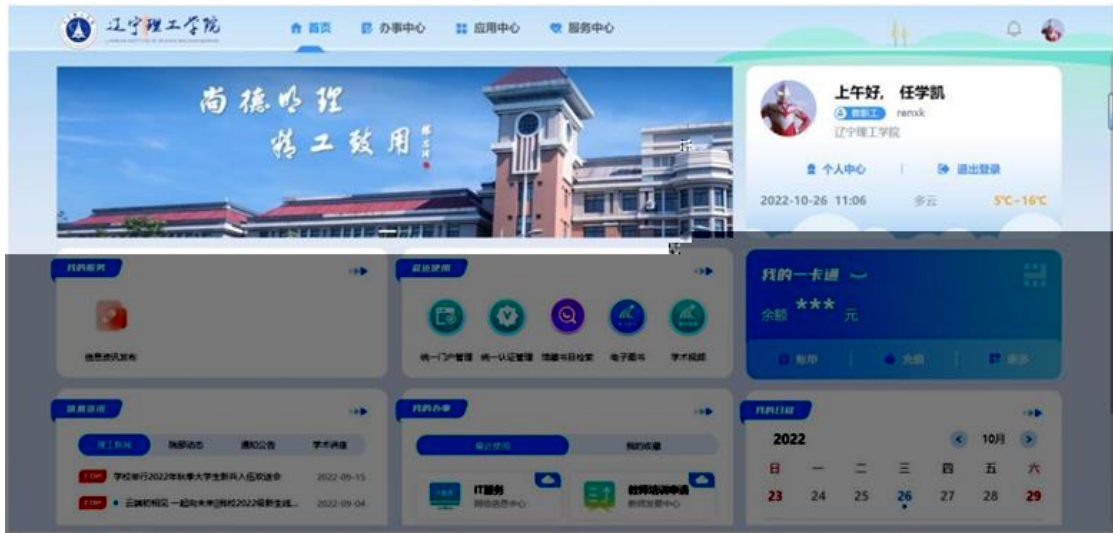 辽宁理工学院
首页
办事中心
应用中心
服务中心
尚德明理
精工致用
上午好, 任学凯
教职工 renxk
辽宁理工学院
个人中心
退出登录
2022-10-26 11:06 多云 5℃~16℃
我的服务
信息资讯发布
最近使用
统一门户管理 统一认证管理 馆藏书目检索 电子图书 学术视频
我的一卡通
余额 *** 元
账单
信息资讯
理工新闻 院部动态 通知公告 学术讲座
TOP 学校举行2022年秋季大学生新兵入伍欢送会 2022-09-15
TOP 云端初相见 一起向未来||我校2022级新生线... 2022-09-04
我的办事
最近使用 我的收藏
IT服务
网络信息中心
教师培训申请
教师发展中心
我的日程
2022 10月
日 一 二 三 四 五 六
23 24 25 26 27 28 29